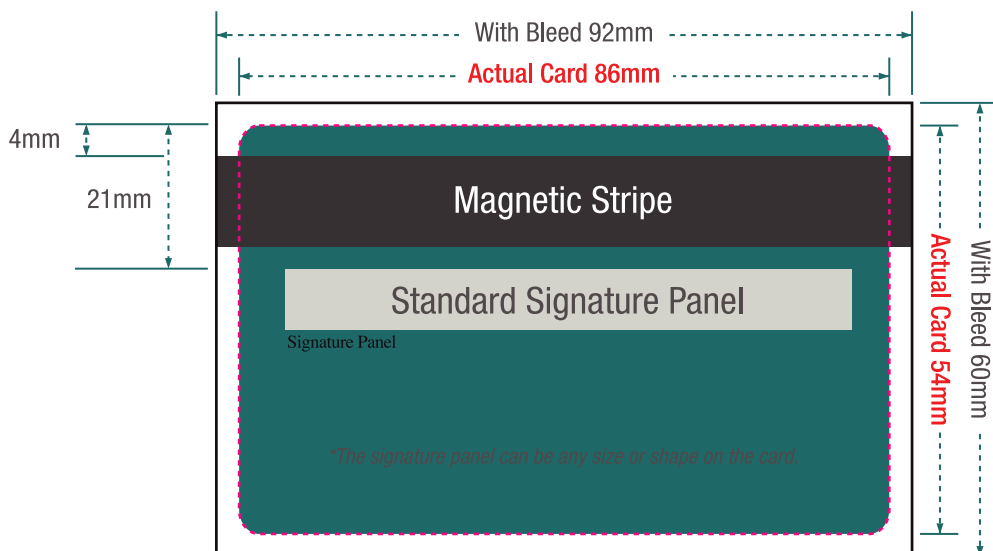 With Bleed 92mm
Actual Card 86mm
4mm
21mm
Magnetic Stripe
Standard Signature Panel
Signature Panel
*The signature panel can be any size or shape on the card.
Actual Card 54mm
With Bleed 60mm